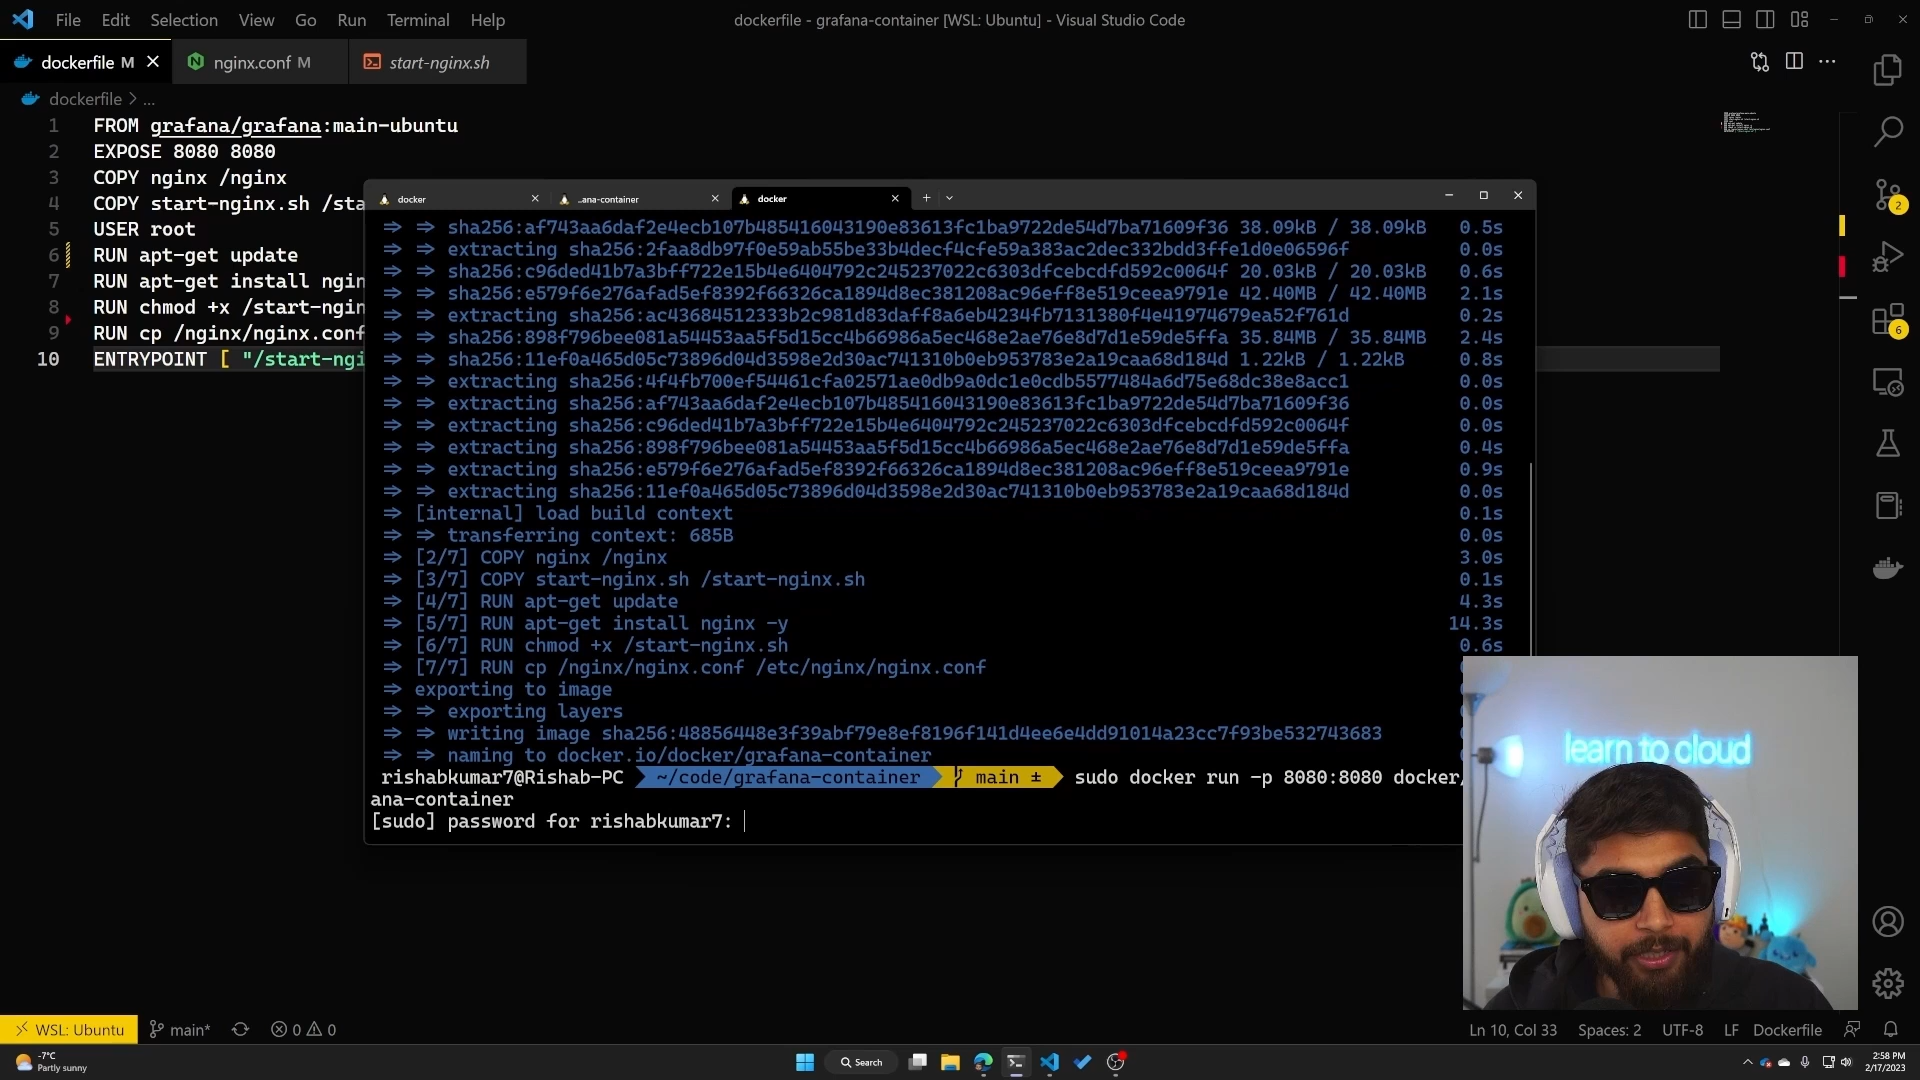 File Edit Selection View Go Run Terminal Help
dockerfile - grafana-container [WSL: Ubuntu] - Visual Studio Code
dockerfile M
nginx.conf M
start-nginx.sh
dockerfile > ...
1 FROM grafana/grafana:main-ubuntu
2 EXPOSE 8080 8080
3 COPY nginx /nginx
4 COPY start-nginx.sh /sta
5 USER root
6 RUN apt-get update
7 RUN apt-get install ngin
8 RUN chmod +x /start-ngin
9 RUN cp /nginx/nginx.conf
10 ENTRYPOINT [ "/start-ngi
docker
..ana-container
docker
=> => sha256:af743aa6daf2e4ecb107b485416043190e83613fc1ba9722de54d7ba71609f36 38.09kB / 38.09kB 0.5s
=> => extracting sha256:2faa8db97f0e59ab55be33b4decf4cfe59a383ac2dec332bdd3ffe1d0e06596f 0.0s
=> => sha256:c96ded41b7a3bff722e15b4e6404792c245237022c6303dfcebcdfd592c0064f 20.03kB / 20.03kB 0.6s
=> => sha256:e579f6e276afad5ef8392f66326ca1894d8ec381208ac96eff8e519ceea9791e 42.40MB / 42.40MB 2.1s
=> => extracting sha256:ac43684512333b2c981d83daff8a6eb4234fb7131380f4e41974679ea52f761d 0.2s
=> => sha256:898f796bee081a54453aa5f5d15cc4b66986a5ec468e2ae76e8d7d1e59de5ffa 35.84MB / 35.84MB 2.4s
=> => sha256:11ef0a465d05c73896d04d3598e2d30ac741310b0eb953783e2a19caa68d184d 1.22kB / 1.22kB 0.8s
=> => extracting sha256:4f4fb700ef54461cfa02571ae0db9a0dc1e0cdb5577484a6d75e68dc38e8acc1 0.0s
=> => extracting sha256:af743aa6daf2e4ecb107b485416043190e83613fc1ba9722de54d7ba71609f36 0.0s
=> => extracting sha256:c96ded41b7a3bff722e15b4e6404792c245237022c6303dfcebcdfd592c0064f 0.0s
=> => extracting sha256:898f796bee081a54453aa5f5d15cc4b66986a5ec468e2ae76e8d7d1e59de5ffa 0.4s
=> => extracting sha256:e579f6e276afad5ef8392f66326ca1894d8ec381208ac96eff8e519ceea9791e 0.9s
=> => extracting sha256:11ef0a465d05c73896d04d3598e2d30ac741310b0eb953783e2a19caa68d184d 0.0s
=> [internal] load build context 0.1s
=> => transferring context: 685B 0.0s
=> [2/7] COPY nginx /nginx 3.0s
=> [3/7] COPY start-nginx.sh /start-nginx.sh 0.1s
=> [4/7] RUN apt-get update 4.3s
=> [5/7] RUN apt-get install nginx -y 14.3s
=> [6/7] RUN chmod +x /start-nginx.sh 0.6s
=> [7/7] RUN cp /nginx/nginx.conf /etc/nginx/nginx.conf
=> exporting to image
=> => exporting layers
=> => writing image sha256:48856448e3f39abf79e8ef8196f141d4ee6e4dd91014a23cc7f93be532743683
=> => naming to docker.io/docker/grafana-container
rishabkumar7@Rishab-PC ~/code/grafana-container main ± sudo docker run -p 8080:8080 docker/
ana-container
[sudo] password for rishabkumar7:
learn to cloud
2
6
WSL: Ubuntu main* 0 0
Ln 10, Col 33 Spaces: 2 UTF-8 LF Dockerfile
-7°C
Partly sunny
Search
2:58 PM
2/17/2023